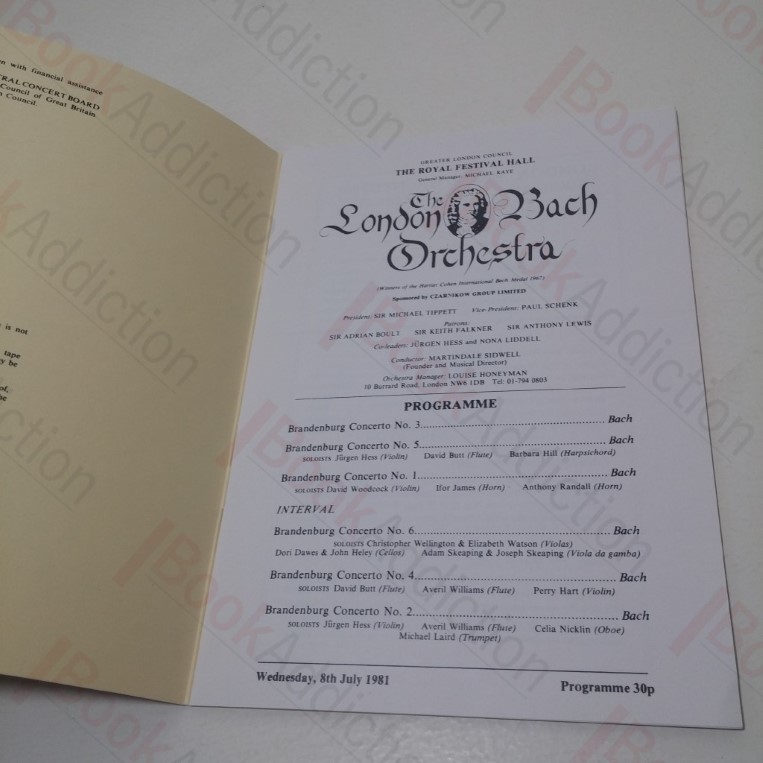 n with financial assistance
TRAL CONCERT BOARD
Council of Great Britain
Council.
is not
tape
y be
of,
be
GREATER LONDON COUNCIL
THE ROYAL FESTIVAL HALL
General Manager: MICHAEL KAYE
The
London Bach
Orchestra
(Winners of the Harriet Cohen International Bach Medal 1967)
Sponsored by CZARNIKOW GROUP LIMITED
President: SIR MICHAEL TIPPETT Vice-President: PAUL SCHENK
Patrons:
SIR ADRIAN BOULT SIR KEITH FALKNER SIR ANTHONY LEWIS
Co-leaders: JÜRGEN HESS and NONA LIDDELL
Conductor: MARTINDALE SIDWELL
(Founder and Musical Director)
Orchestra Manager: LOUISE HONEYMAN
10 Burrard Road, London NW6 1DB Tel: 01-794 0803
PROGRAMME
Brandenburg Concerto No. 3 Bach
Brandenburg Concerto No. 5 Bach
SOLOISTS Jürgen Hess (Violin) David Butt (Flute) Barbara Hill (Harpsichord)
Brandenburg Concerto No. 1 Bach
SOLOISTS David Woodcock (Violin) Ifor James (Horn) Anthony Randall (Horn)
INTERVAL
Brandenburg Concerto No. 6 Bach
SOLOISTS Christopher Wellington & Elizabeth Watson (Violas)
Dori Dawes & John Heley (Cellos) Adam Skeaping & Joseph Skeaping (Viola da gamba)
Brandenburg Concerto No. 4 Bach
SOLOISTS David Butt (Flute) Averil Williams (Flute) Perry Hart (Violin)
Brandenburg Concerto No. 2 Bach
SOLOISTS Jürgen Hess (Violin) Averil Williams (Flute) Celia Nicklin (Oboe)
Michael Laird (Trumpet)
Wednesday, 8th July 1981
Programme 30p
BookAddiction